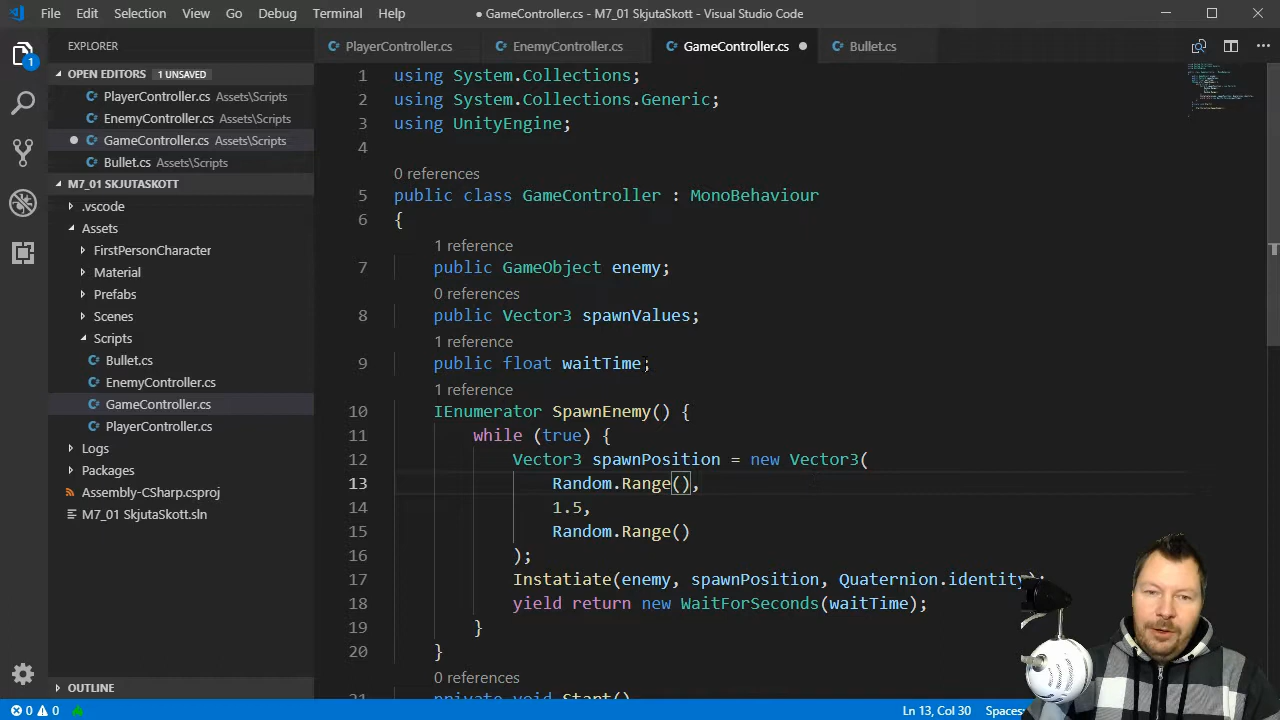 File Edit Selection View Go Debug Terminal Help ● GameController.cs - M7_01 SkjutaSkott - Visual Studio Code
EXPLORER
PlayerController.cs EnemyController.cs GameController.cs ● Bullet.cs
OPEN EDITORS 1 UNSAVED
PlayerController.cs Assets\Scripts
EnemyController.cs Assets\Scripts
GameController.cs Assets\Scripts
Bullet.cs Assets\Scripts
M7_01 SKJUTASKOTT
.vscode
Assets
FirstPersonCharacter
Material
Prefabs
Scenes
Scripts
Bullet.cs
EnemyController.cs
GameController.cs
PlayerController.cs
Logs
Packages
Assembly-CSharp.csproj
M7_01 SkjutaSkott.sln
OUTLINE
1 using System.Collections;
2 using System.Collections.Generic;
3 using UnityEngine;
4
0 references
5 public class GameController : MonoBehaviour
6 {
1 reference
7 public GameObject enemy;
0 references
8 public Vector3 spawnValues;
1 reference
9 public float waitTime;
1 reference
10 IEnumerator SpawnEnemy() {
11 while (true) {
12 Vector3 spawnPosition = new Vector3(
13 Random.Range(),
14 1.5,
15 Random.Range()
16 );
17 Instatiate(enemy, spawnPosition, Quaternion.identity);
18 yield return new WaitForSeconds(waitTime);
19 }
20 }
0 references
21 private void Start()
0 0 Ln 13, Col 30 Spaces:
1